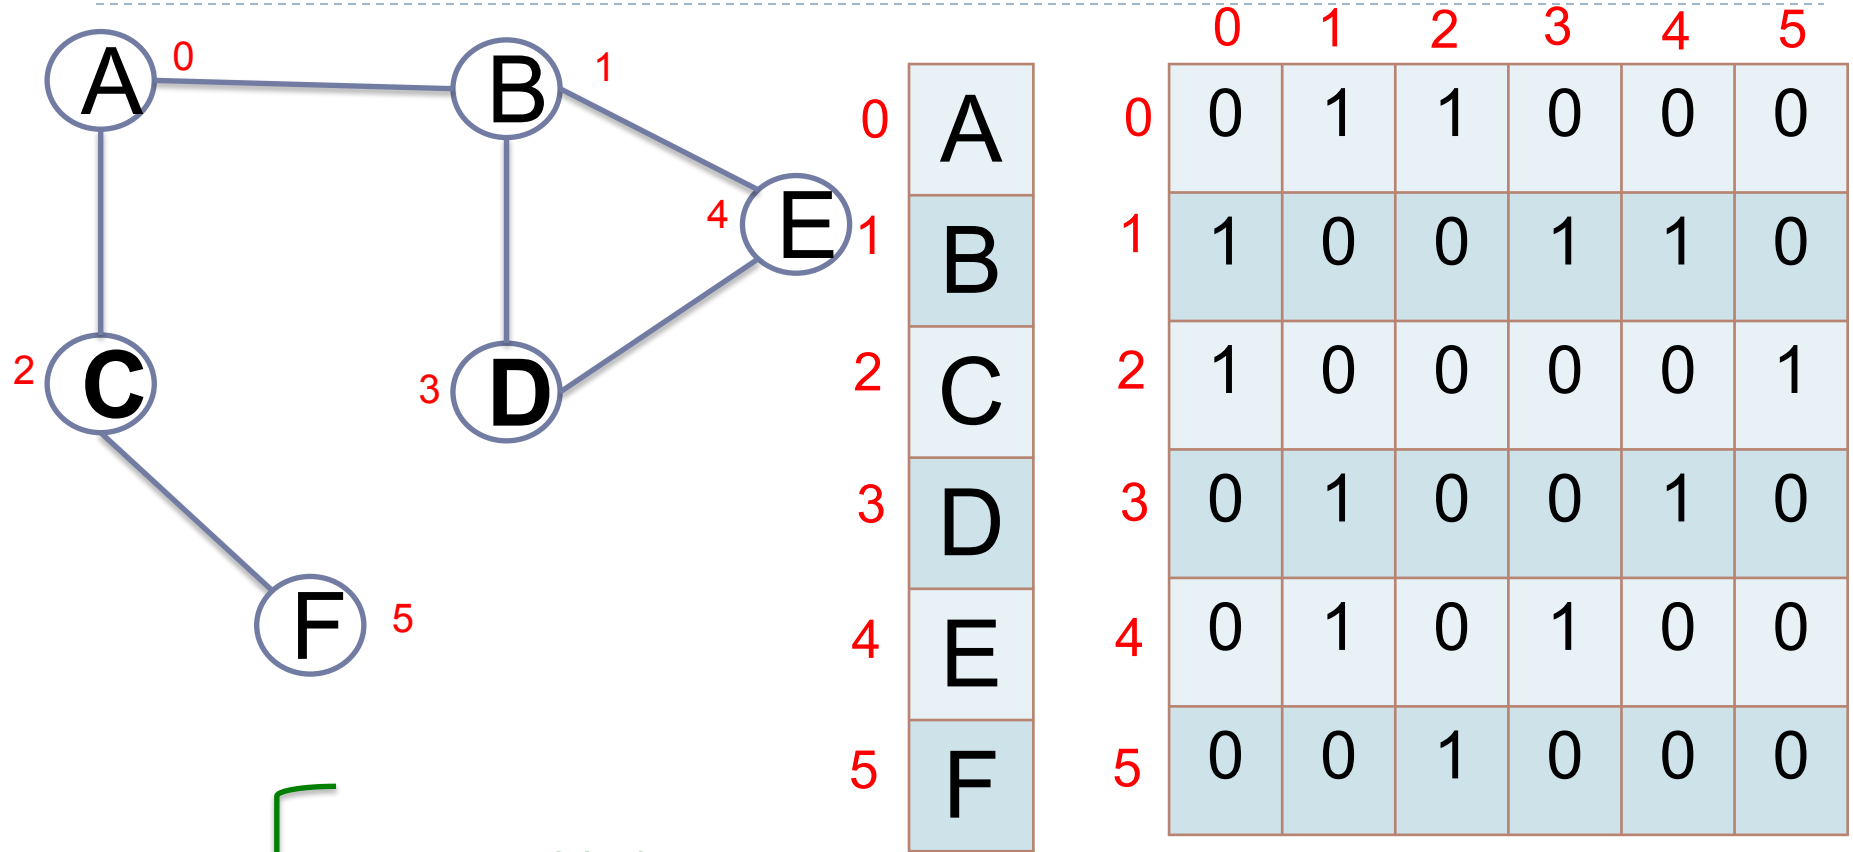 A 0
B 1
E 4
C 2
D 3
F 5
0 A
1 B
2 C
3 D
4 E
5 F
0 1 2 3 4 5
0 0 1 1 0 0 0
1 1 0 0 1 1 0
2 1 0 0 0 0 1
3 0 1 0 0 1 0
4 0 1 0 1 0 0
5 0 0 1 0 0 0